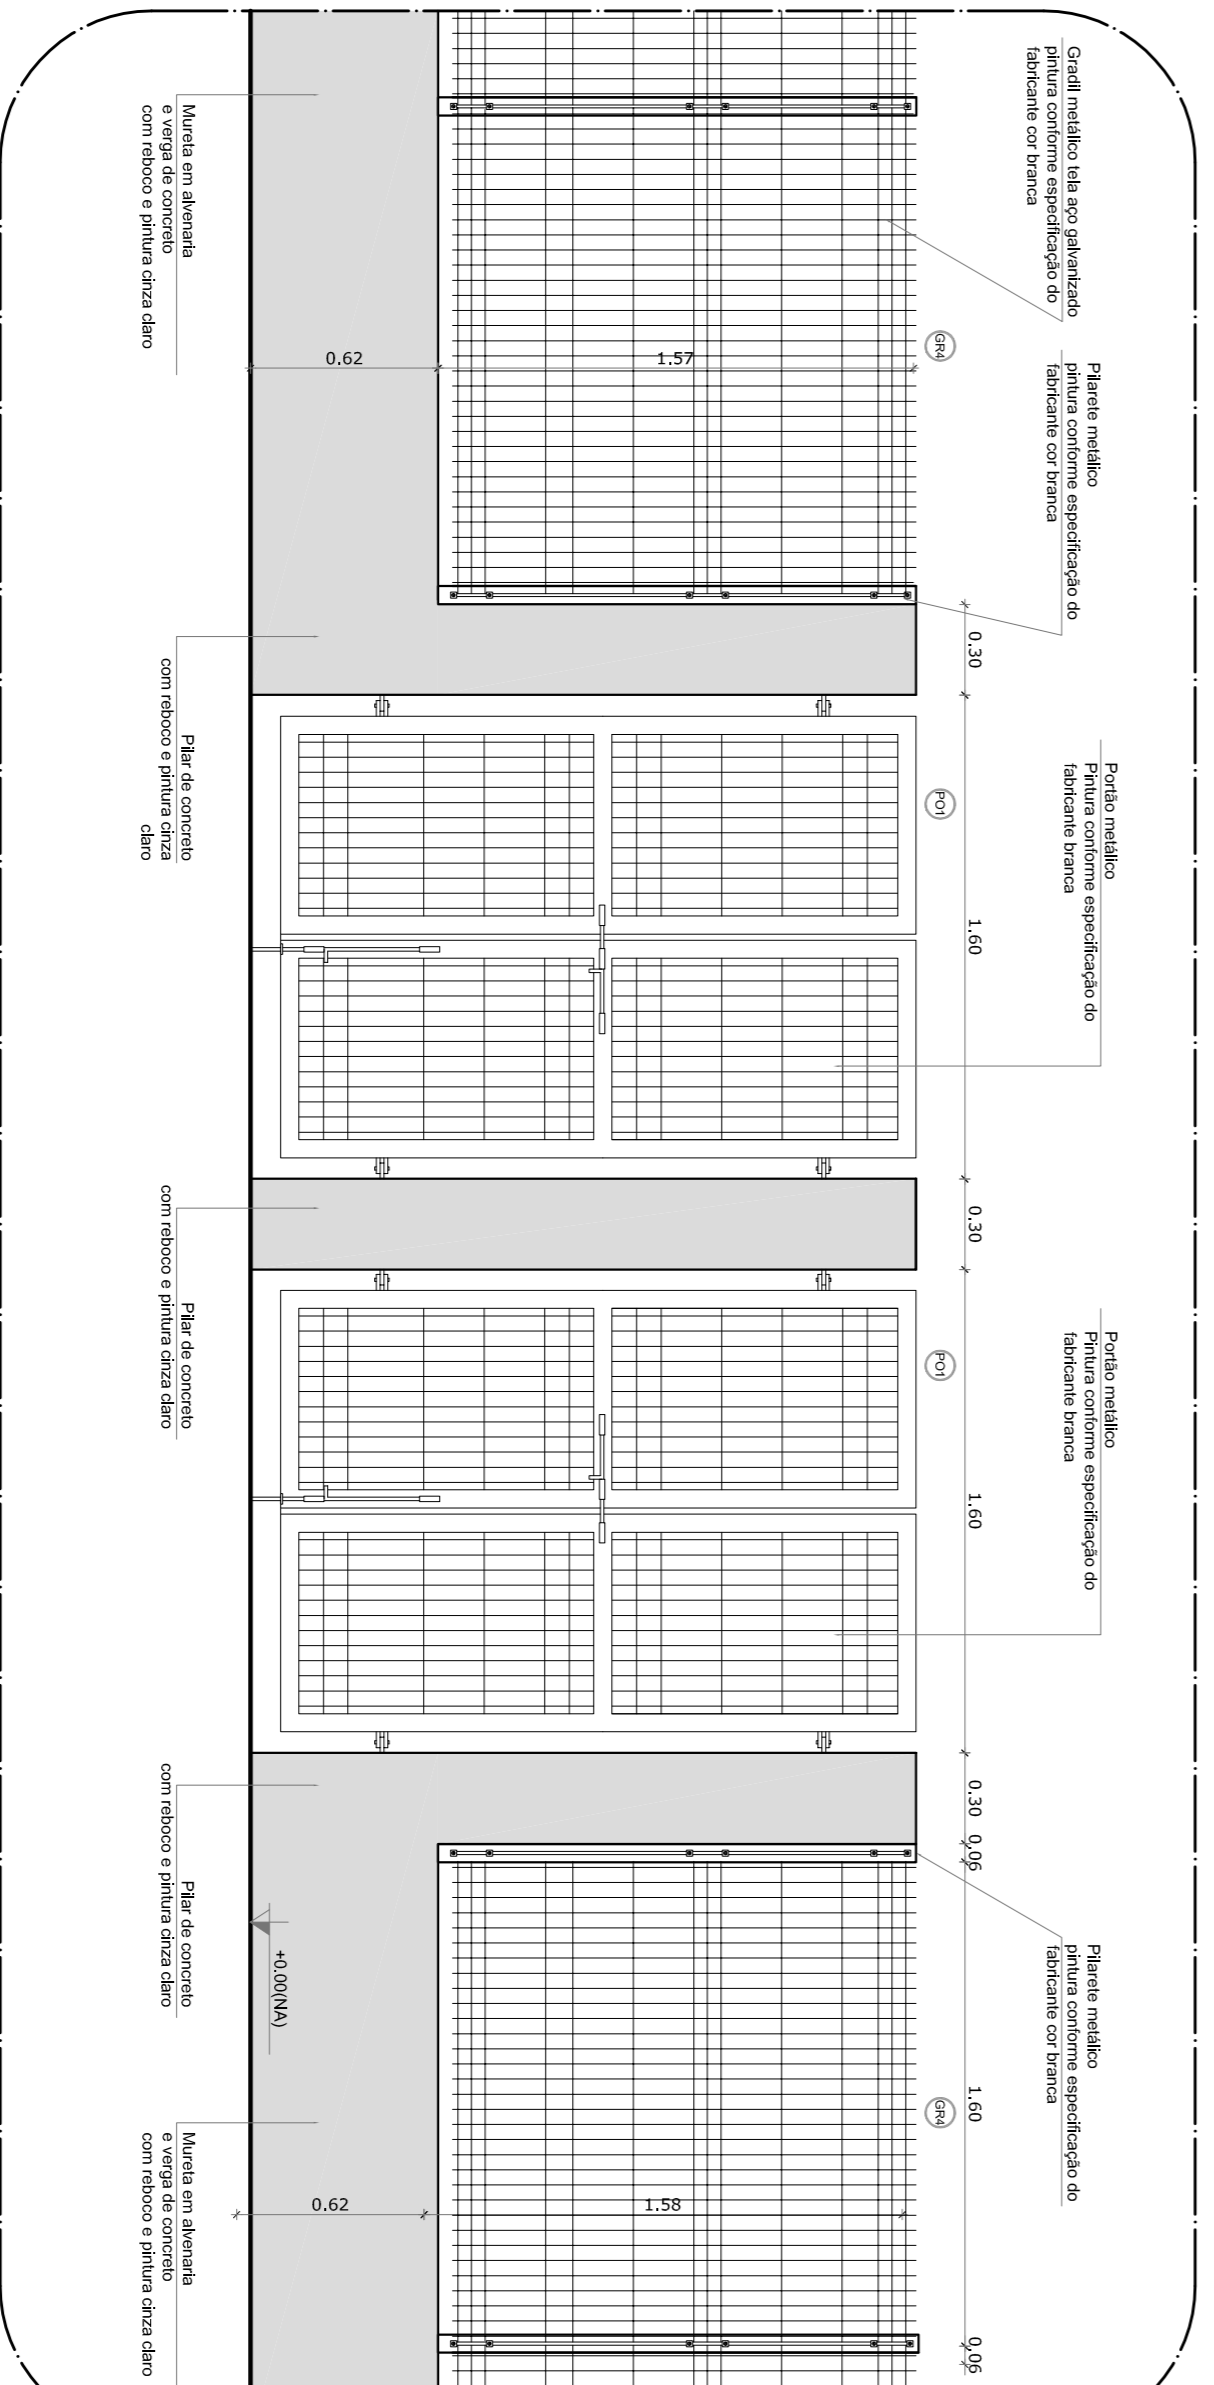 Gradil metálico tela aço galvanizado
pintura conforme especificação do
fabricante cor branca
Pilarete metálico
pintura conforme especificação do
fabricante cor branca
Portão metálico
Pintura conforme especificação do
fabricante branca
Portão metálico
Pintura conforme especificação do
fabricante branca
Pilarete metálico
pintura conforme especificação do
fabricante cor branca
GR4
PO1
PO1
GR4
0.30
1.60
0.30
1.60
0.30
0.06
1.60
0.06
1.57
0.62
1.58
0.62
+0.00(NA)
Mureta em alvenaria
e verga de concreto
com reboco e pintura cinza claro
Pilar de concreto
com reboco e pintura cinza
claro
Pilar de concreto
com reboco e pintura cinza claro
Pilar de concreto
com reboco e pintura cinza claro
Mureta em alvenaria
e verga de concreto
com reboco e pintura cinza claro